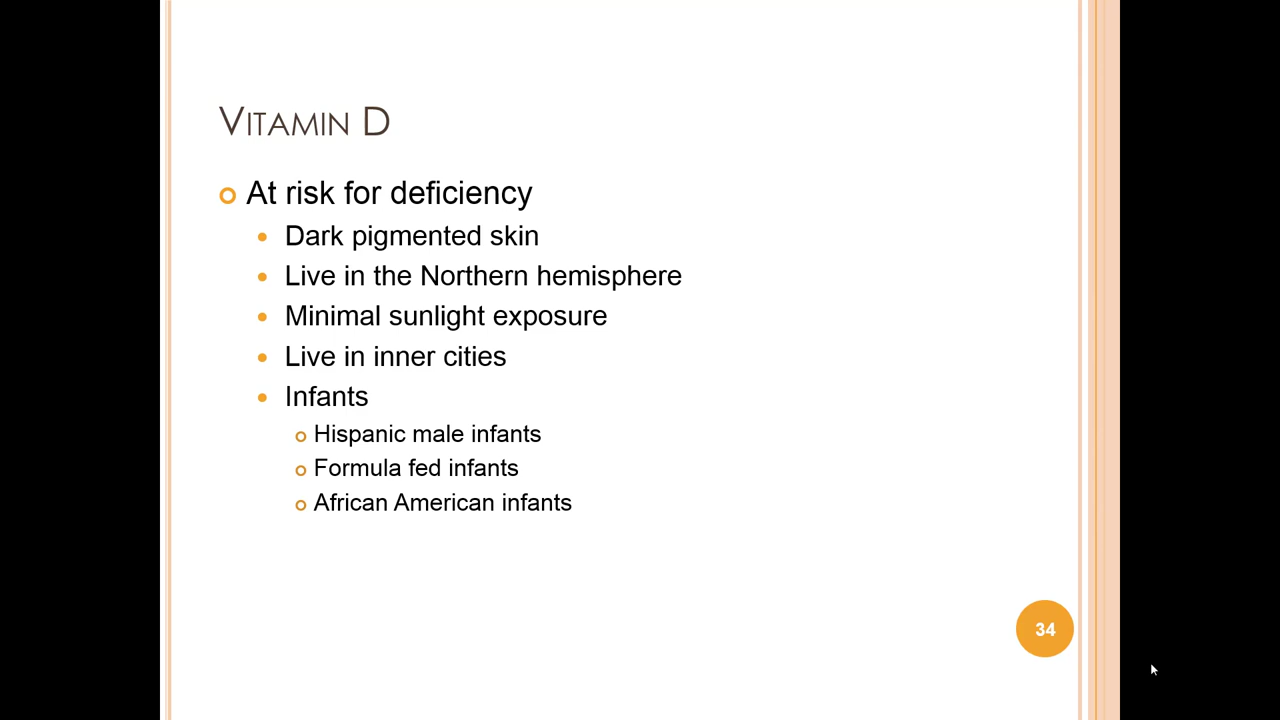 Vitamin D
At risk for deficiency
Dark pigmented skin
Live in the Northern hemisphere
Minimal sunlight exposure
Live in inner cities
Infants
Hispanic male infants
Formula fed infants
African American infants
34